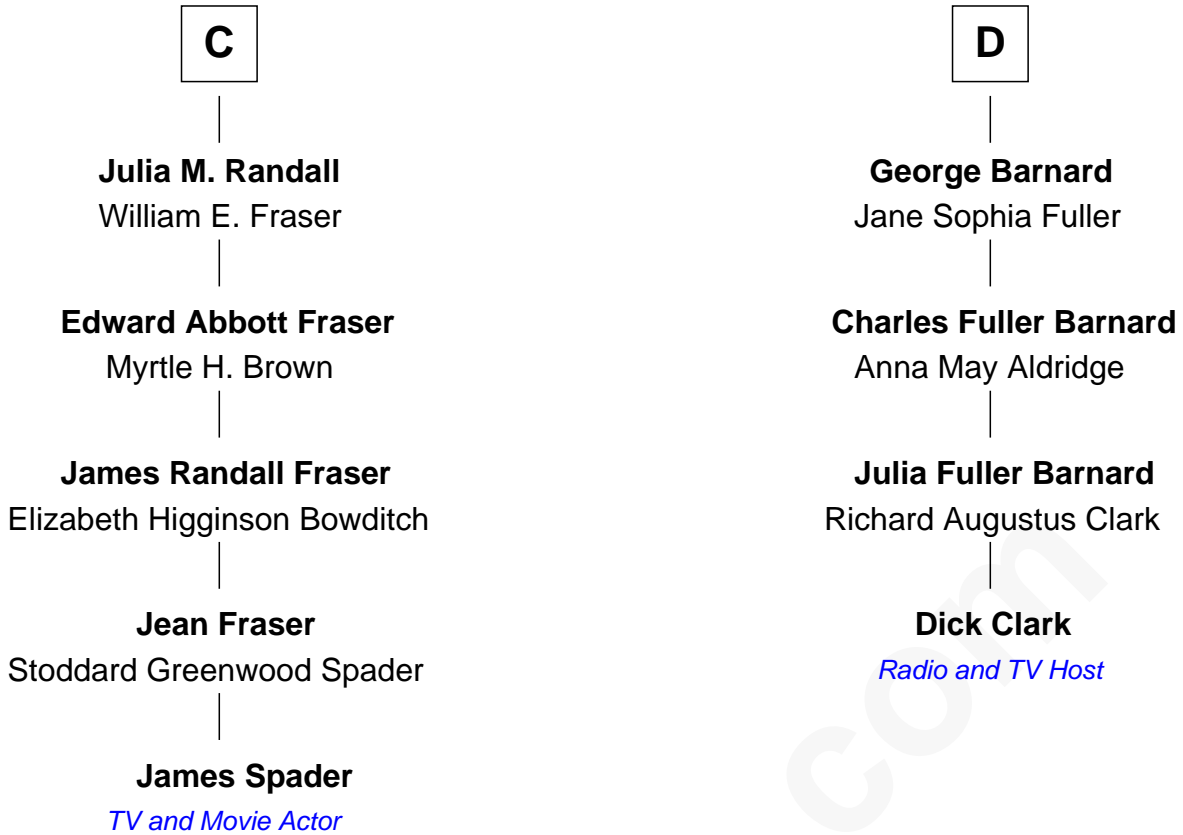 C
Julia M. Randall
William E. Fraser
Edward Abbott Fraser
Myrtle H. Brown
James Randall Fraser
Elizabeth Higginson Bowditch
Jean Fraser
Stoddard Greenwood Spader
James Spader
TV and Movie Actor
D
George Barnard
Jane Sophia Fuller
Charles Fuller Barnard
Anna May Aldridge
Julia Fuller Barnard
Richard Augustus Clark
Dick Clark
Radio and TV Host
com